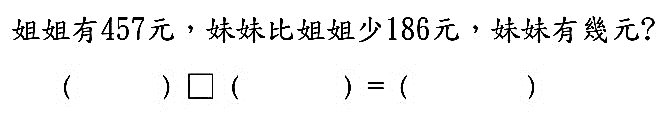 姐姐有457元，妹妹比姐姐少186元，妹妹有幾元?
(　　　) □ (　　　) = (　　　)